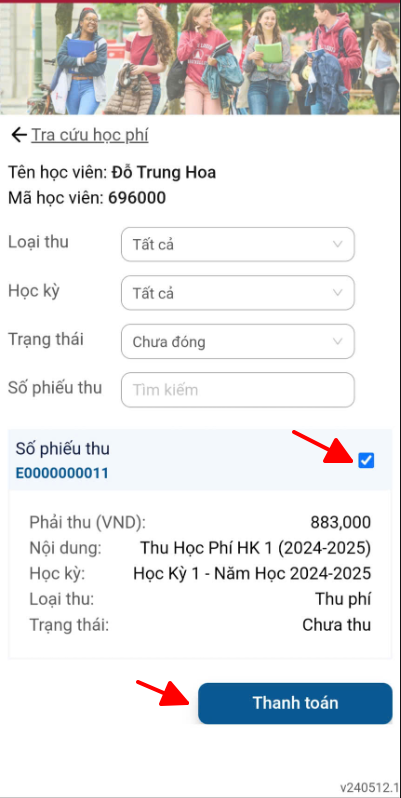 Tra cứu học phí
Tên học viên: Đỗ Trung Hoa
Mã học viên: 696000
Loại thu Tất cả
Học kỳ Tất cả
Trạng thái Chưa đóng
Số phiếu thu Tìm kiếm
Số phiếu thu
E0000000011
Phải thu (VND): 883,000
Nội dung: Thu Học Phí HK 1 (2024-2025)
Học kỳ: Học Kỳ 1 - Năm Học 2024-2025
Loại thu: Thu phí
Trạng thái: Chưa thu
Thanh toán
v240512.1